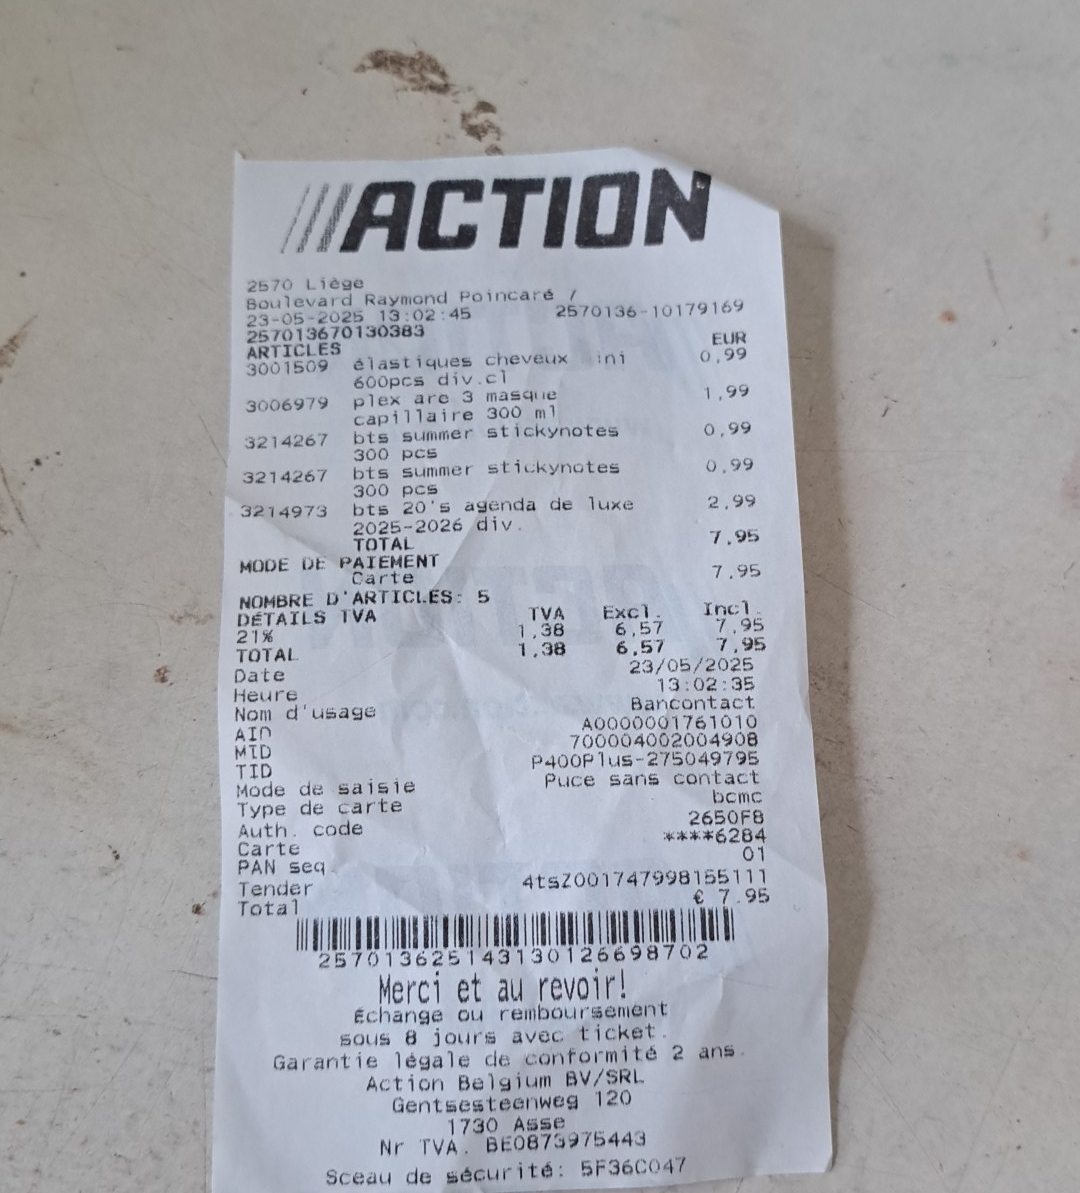 ACTION
2570 Liège
Boulevard Raymond Poincaré /
23-05-2025 13:02:45 2570136-10179169
257013670130383
ARTICLES EUR
3001509 élastiques cheveux ini 0,99
600pcs div.cl
3006979 plex are 3 masque 1,99
capillaire 300 ml
3214267 bts summer stickynotes 0,99
300 pcs
3214267 bts summer stickynotes 0,99
300 pcs
3214973 bts 20's agenda de luxe 2,99
2025-2026 div.
TOTAL 7,95
MODE DE PAIEMENT
Carte 7,95
NOMBRE D'ARTICLES: 5
DÉTAILS TVA TVA Excl. Incl.
21% 1,38 6,57 7,95
TOTAL 1,38 6,57 7,95
Date 23/05/2025
Heure 13:02:35
Nom d'usage Bancontact
AID A0000001761010
MID 700004002004908
TID P400Plus-275049795
Mode de saisie Puce sans contact
Type de carte bcmc
Auth. code 2650F8
Carte ****6284
PAN seq. 01
Tender 4tsZ001747998155111
Total € 7.95
257013625143130126698702
Merci et au revoir!
Échange ou remboursement
sous 8 jours avec ticket.
Garantie légale de conformité 2 ans.
Action Belgium BV/SRL
Gentsesteenweg 120
1730 Asse
Nr TVA. BE0873975443
Sceau de sécurité: 5F36C047